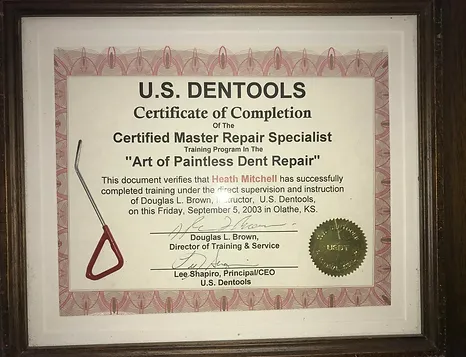 U.S. DENTOOLS
Certificate of Completion
Of The
Certified Master Repair Specialist
Training Program In The
"Art of Paintless Dent Repair"
This document verifies that Heath Mitchell has successfully
completed training under the direct supervision and instruction
of Douglas L. Brown, Instructor, U.S. Dentools,
on this Friday, September 5, 2003 in Olathe, KS.
Douglas L. Brown,
Director of Training & Service
Lee Shapiro, Principal/CEO
U.S. Dentools
USDT